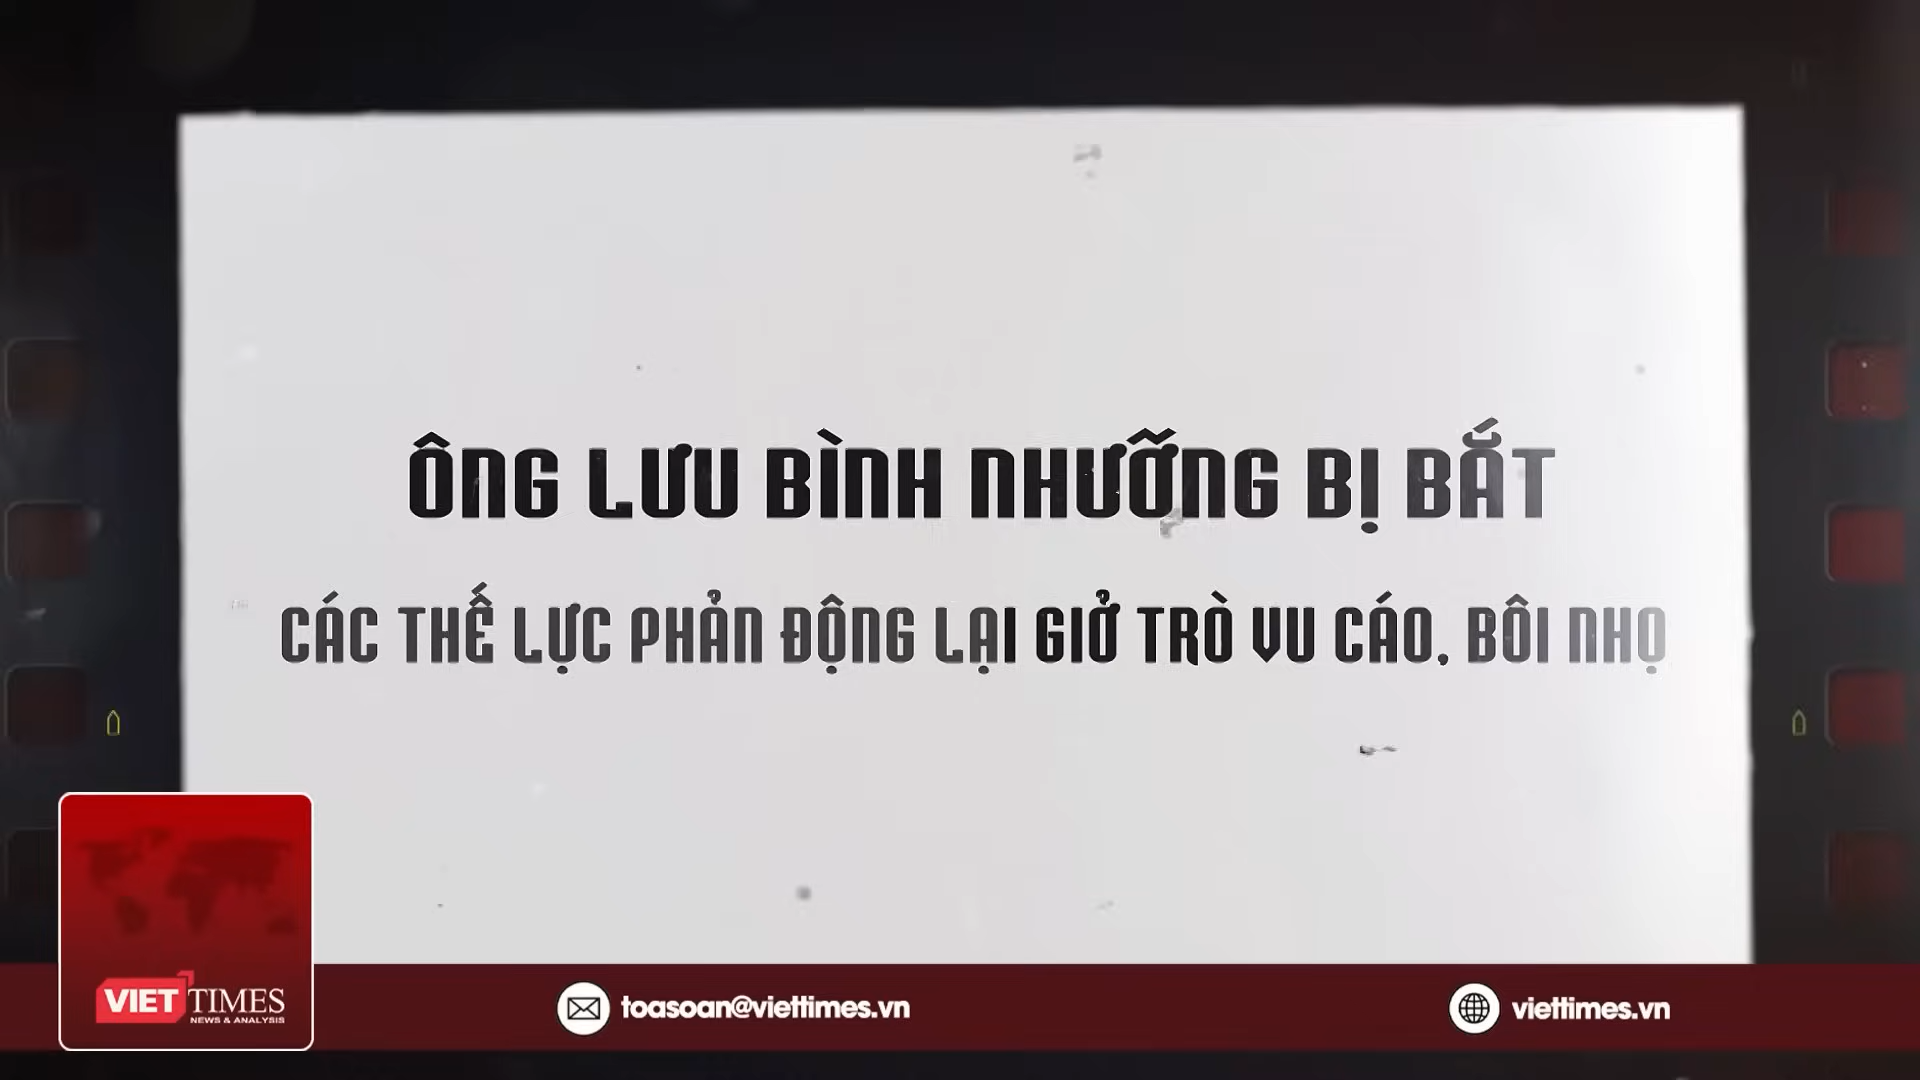 ÔNG LƯU BÌNH NHƯỠNG BỊ BẮT
CÁC THẾ LỰC PHẢN ĐỘNG LẠI GIỞ TRÒ VU CÁO, BÔI NHỌ
VIETTIMES
NEWS & ANALYSIS
toasoan@viettimes.vn
viettimes.vn